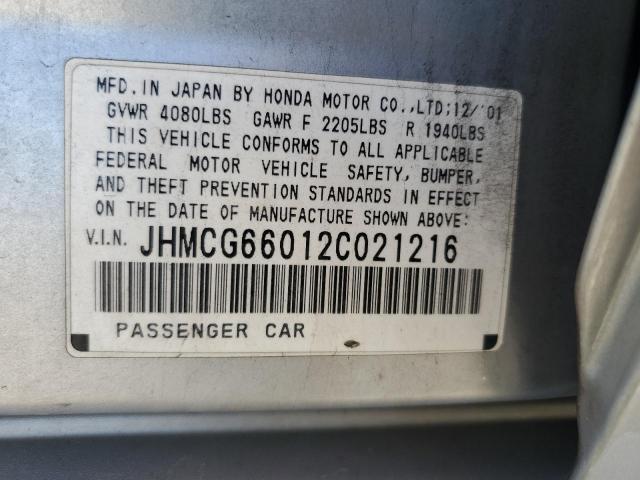 MFD. IN JAPAN BY HONDA MOTOR CO.,LTD;12/'01
GVWR 4080LBS GAWR F 2205LBS R 1940LBS
THIS VEHICLE CONFORMS TO ALL APPLICABLE
FEDERAL MOTOR VEHICLE SAFETY, BUMPER,
AND THEFT PREVENTION STANDARDS IN EFFECT
ON THE DATE OF MANUFACTURE SHOWN ABOVE:
V.I.N. JHMCG66012C021216
PASSENGER CAR